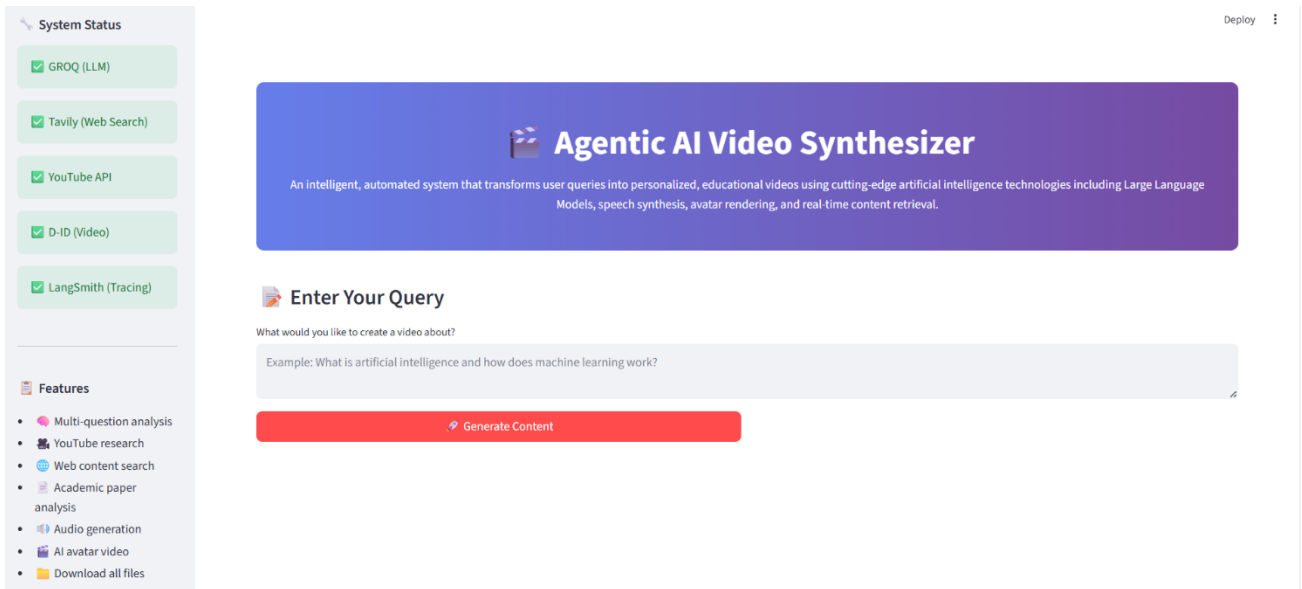 System Status
GROQ (LLM)
Tavily (Web Search)
YouTube API
D-ID (Video)
LangSmith (Tracing)
Features
Multi-question analysis
YouTube research
Web content search
Academic paper
analysis
Audio generation
AI avatar video
Download all files
Deploy
Agentic AI Video Synthesizer
An intelligent, automated system that transforms user queries into personalized, educational videos using cutting-edge artificial intelligence technologies including Large Language
Models, speech synthesis, avatar rendering, and real-time content retrieval.
Enter Your Query
What would you like to create a video about?
Example: What is artificial intelligence and how does machine learning work?
Generate Content